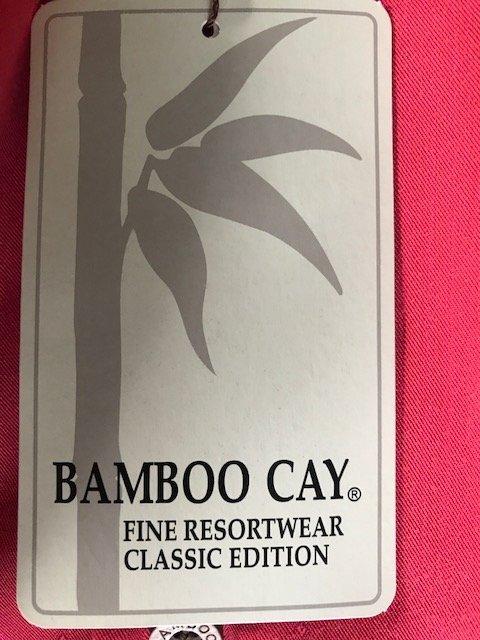 BAMBOO CAY®
FINE RESORTWEAR
CLASSIC EDITION